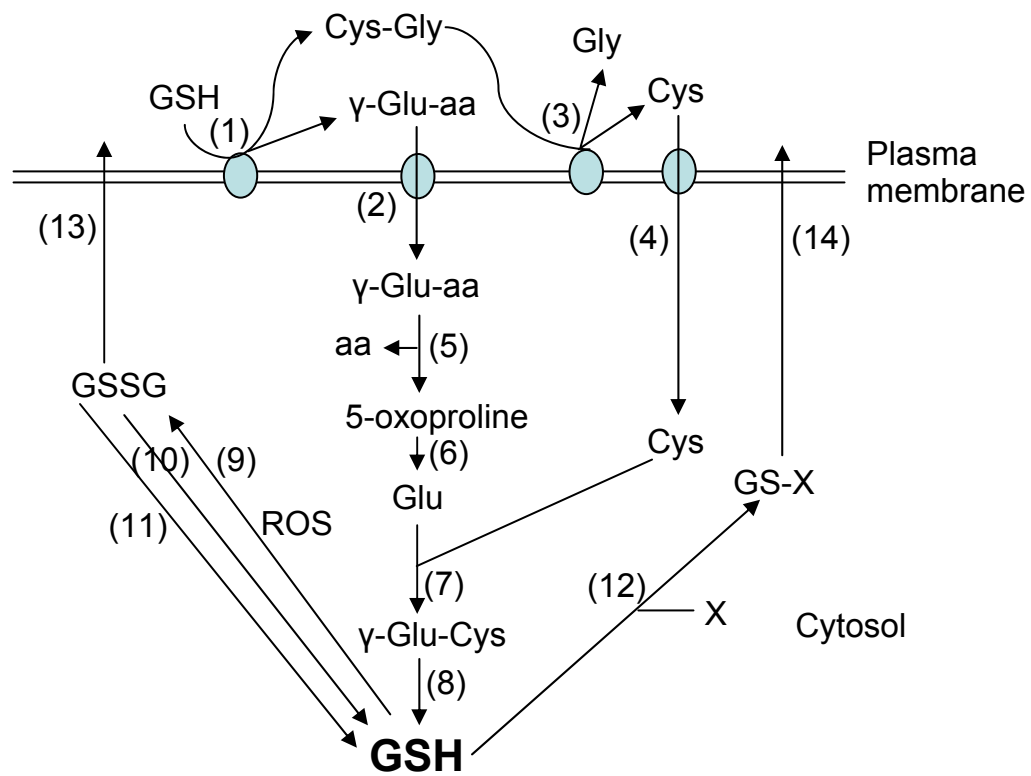 Cys-Gly
Gly
GSH
γ-Glu-aa
Cys
(1)
(3)
Plasma
membrane
(2)
(13)
(4)
(14)
γ-Glu-aa
aa
(5)
GSSG
5-oxoproline
Cys
(6)
(10)
(9)
GS-X
Glu
(11)
ROS
(7)
(12)
X
Cytosol
γ-Glu-Cys
(8)
GSH